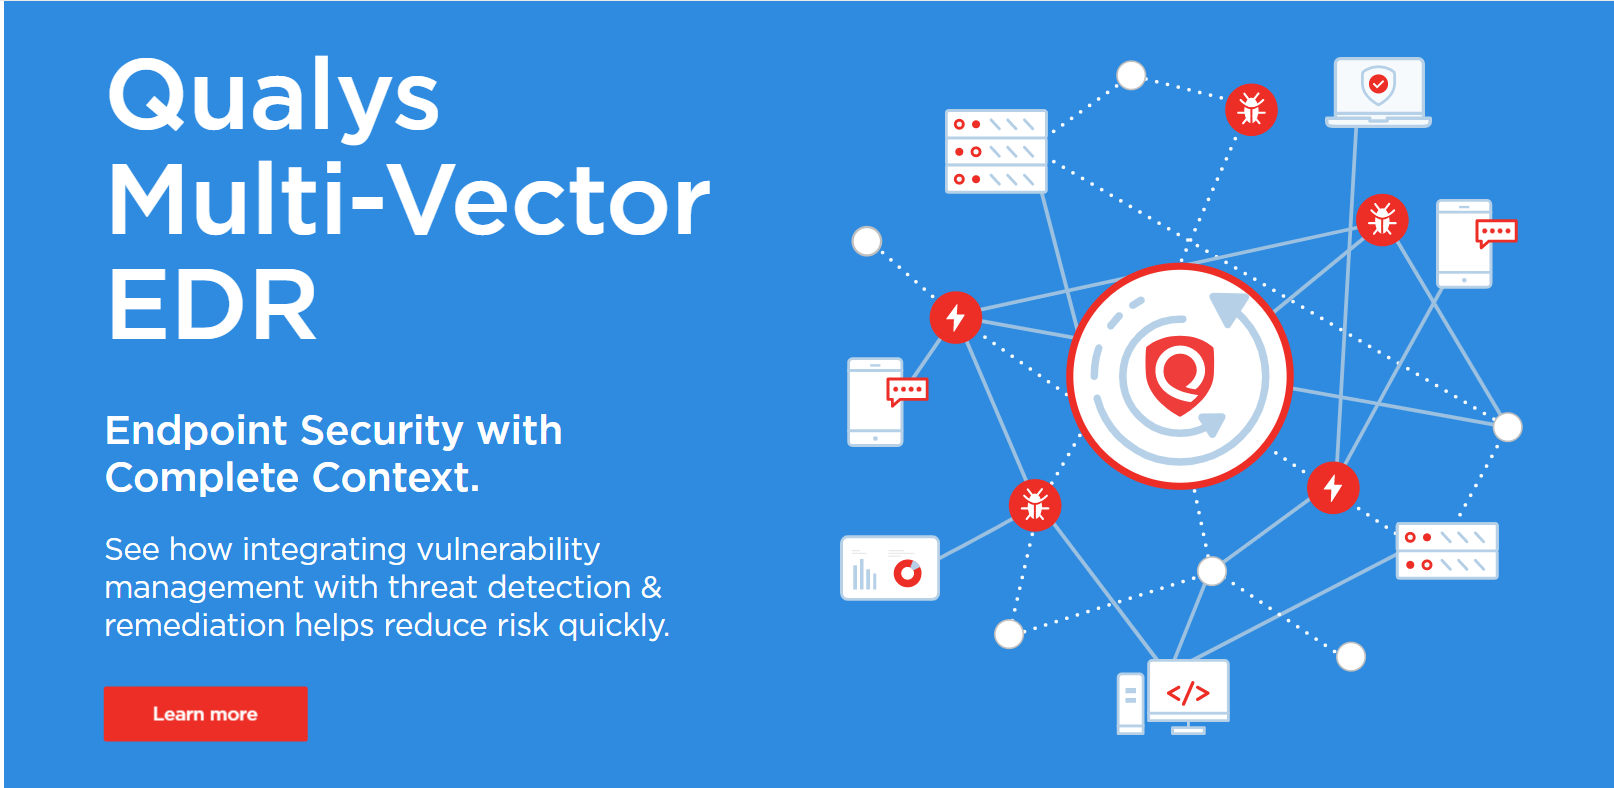 Qualys
Multi-Vector
EDR
Endpoint Security with
Complete Context.
See how integrating vulnerability
management with threat detection &
remediation helps reduce risk quickly.
Learn more
</>